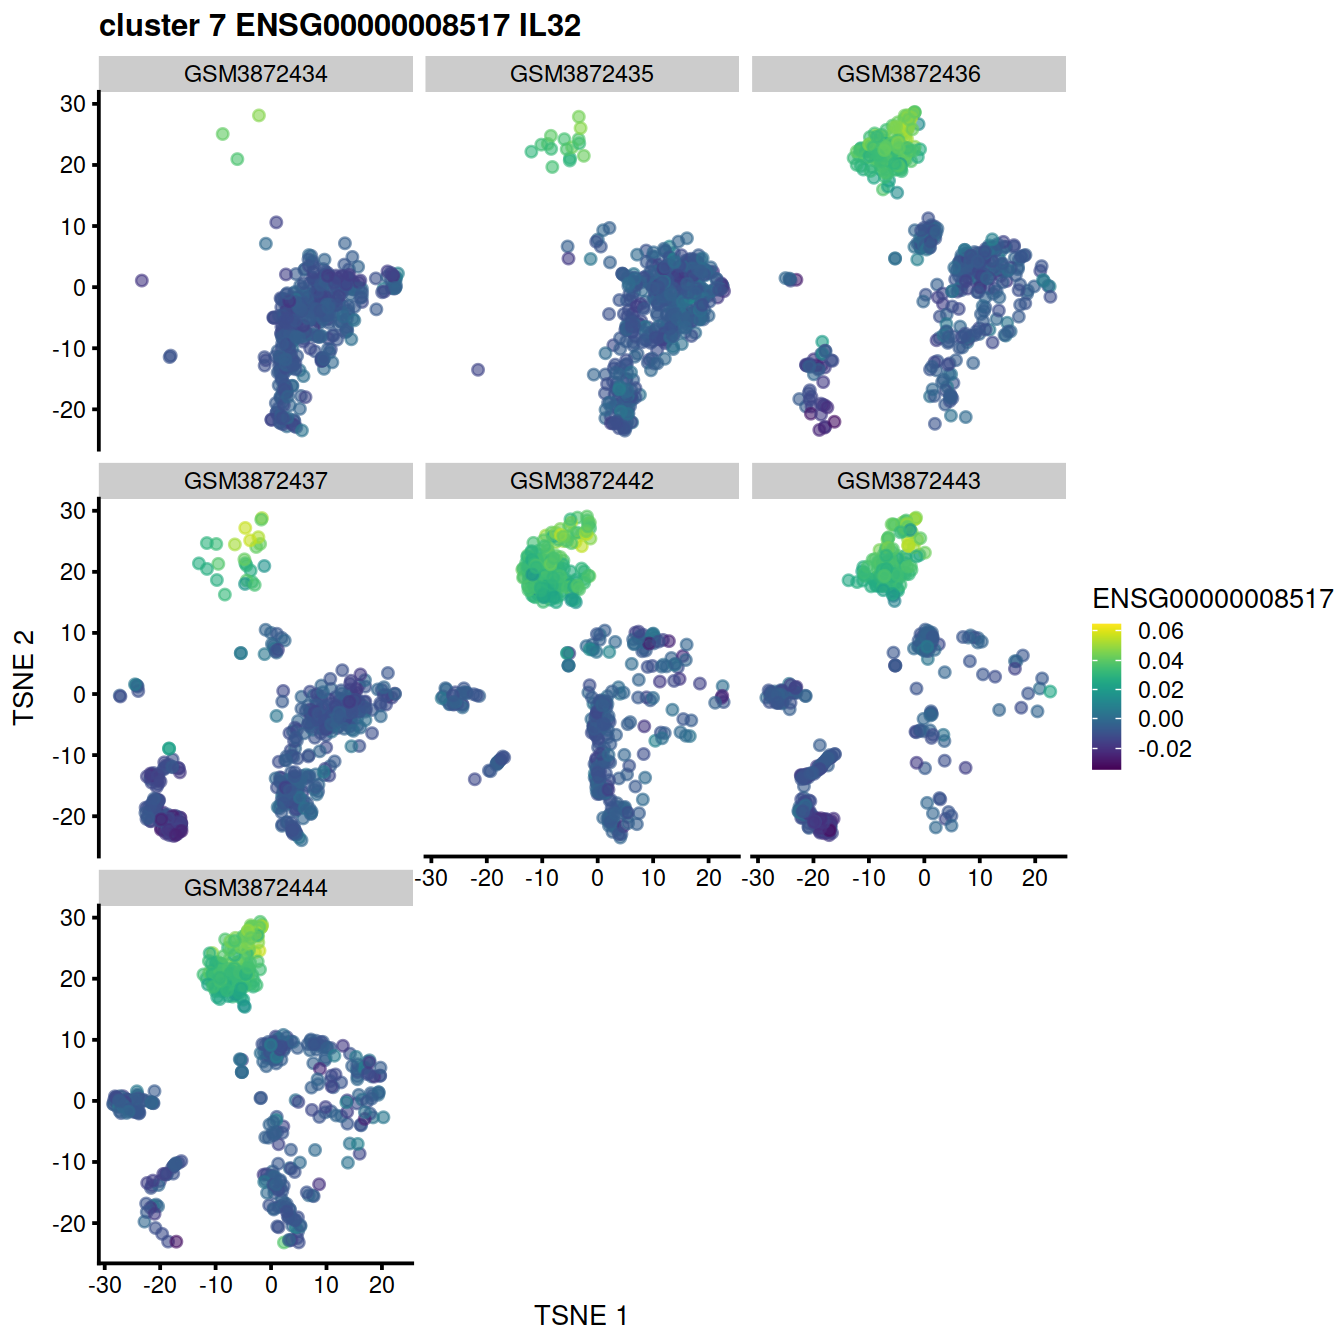 cluster 7 ENSG00000008517 IL32
GSM3872434 GSM3872435 GSM3872436
30
20
10
0
-10
-20
GSM3872437 GSM3872442 GSM3872443
30
20
10
0
-10
-20
-30 -20 -10 0 10 20 -30 -20 -10 0 10 20
GSM3872444
30
20
10
0
-10
-20
-30 -20 -10 0 10 20
TSNE 1
TSNE 2
ENSG00000008517
0.06
0.04
0.02
0.00
-0.02